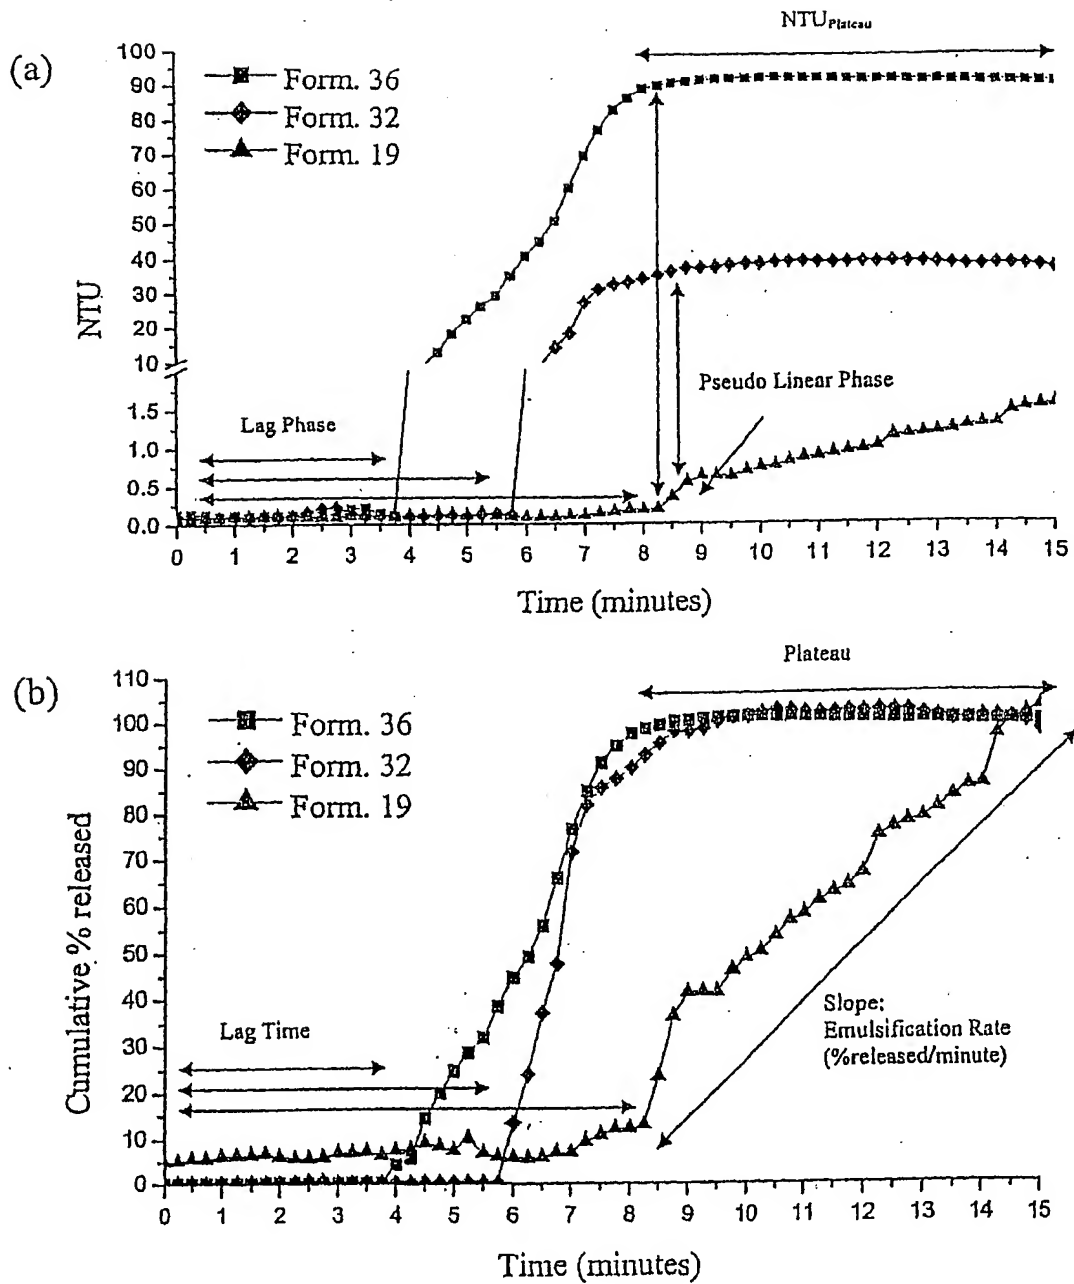 (a)
NTU Plateau
Form. 36
Form. 32
Form. 19
100
90
80
70
60
50
40
30
20
10
1.5
1.0
0.5
0.0
NTU
Lag Phase
Pseudo Linear Phase
0 1 2 3 4 5 6 7 8 9 10 11 12 13 14 15
Time (minutes)
(b)
Plateau
Form. 36
Form. 32
Form. 19
110
100
90
80
70
60
50
40
30
20
10
0
Cumulative % released
Lag Time
Slope:
Emulsification Rate
(%released/minute)
0 1 2 3 4 5 6 7 8 9 10 11 12 13 14 15
Time (minutes)